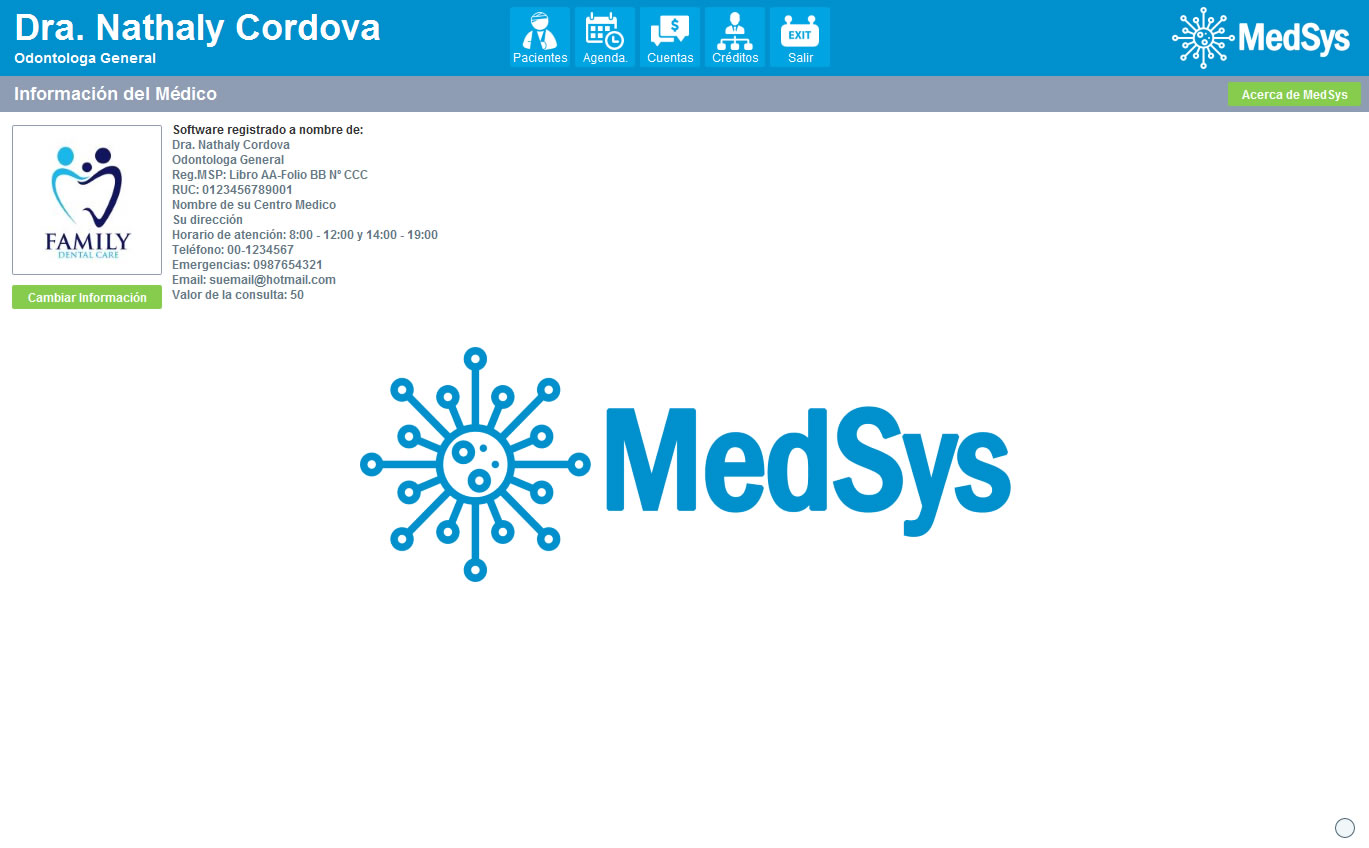 Dra. Nathaly Cordova
Odontologa General
Pacientes
Agenda.
$
Cuentas
Créditos
EXIT
Salir
MedSys
Información del Médico
Acerca de MedSys
FAMILY
DENTAL CARE
Cambiar Información
Software registrado a nombre de:
Dra. Nathaly Cordova
Odontologa General
Reg.MSP: Libro AA-Folio BB Nº CCC
RUC: 0123456789001
Nombre de su Centro Medico
Su dirección
Horario de atención: 8:00 - 12:00 y 14:00 - 19:00
Teléfono: 00-1234567
Emergencias: 0987654321
Email: suemail@hotmail.com
Valor de la consulta: 50
MedSys